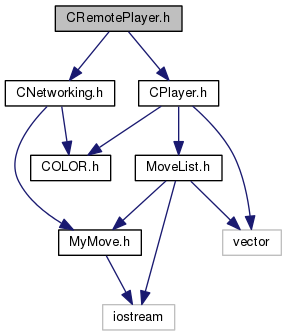 CRemotePlayer.h
CNetworking.h
CPlayer.h
COLOR.h
MoveList.h
MyMove.h
vector
iostream